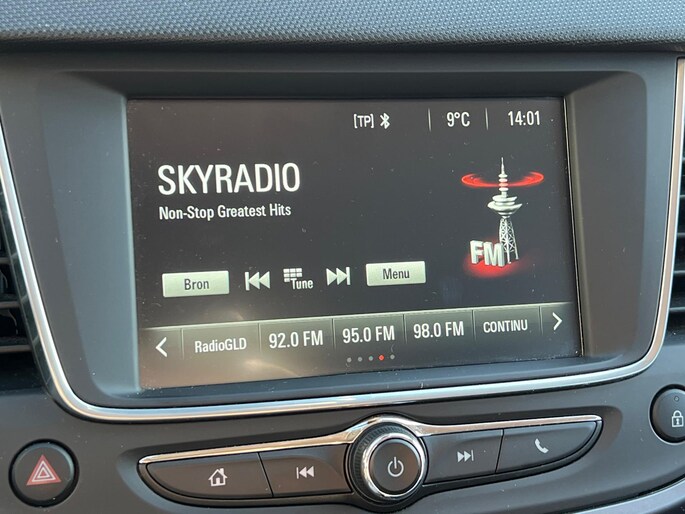 [TP] 9°C 14:01
SKYRADIO
Non-Stop Greatest Hits
FM
Bron Tune Menu
RadioGLD 92.0 FM 95.0 FM 98.0 FM CONTINU